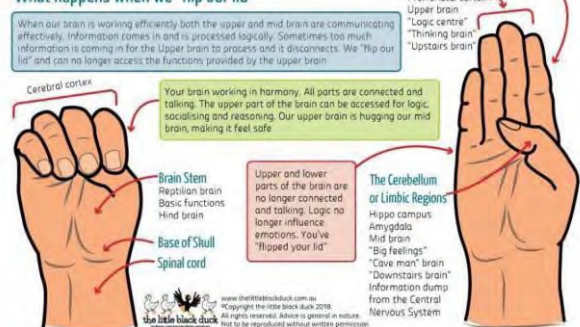 What happens when we "flip our lid"
When our brain is working efficiently both the upper and mid brain are communicating
effectively. Information comes in and is processed logically. Sometimes too much
information is coming in for the Upper brain to process and it disconnects. We "flip our
lid" and can no longer access the functions provided by the upper brain
Upper brain
"Logic centre"
"Thinking brain"
"Upstairs brain"
Cerebral cortex
Your brain working in harmony. All parts are connected and
talking. The upper part of the brain can be accessed for logic,
socialising and reasoning. Our upper brain is hugging our mid
brain, making it feel safe
Brain Stem
Reptilian brain
Basic functions
Hind brain
Base of Skull
Spinal cord
Upper and lower
parts of the brain are
no longer connected
and talking. Logic no
longer influence
emotions. You've
"flipped your lid"
The Cerebellum
or Limbic Regions
Hippo campus
Amygdala
Mid brain
"Big feelings"
"Cave man" brain
"Downstairs brain"
Information dump
from the Central
Nervous System
the little black duck
www.thelittleblackduck.com.au
©Copyright the little black duck 2018
All rights reserved. Advice is general in nature.
Not to be reproduced without written permission